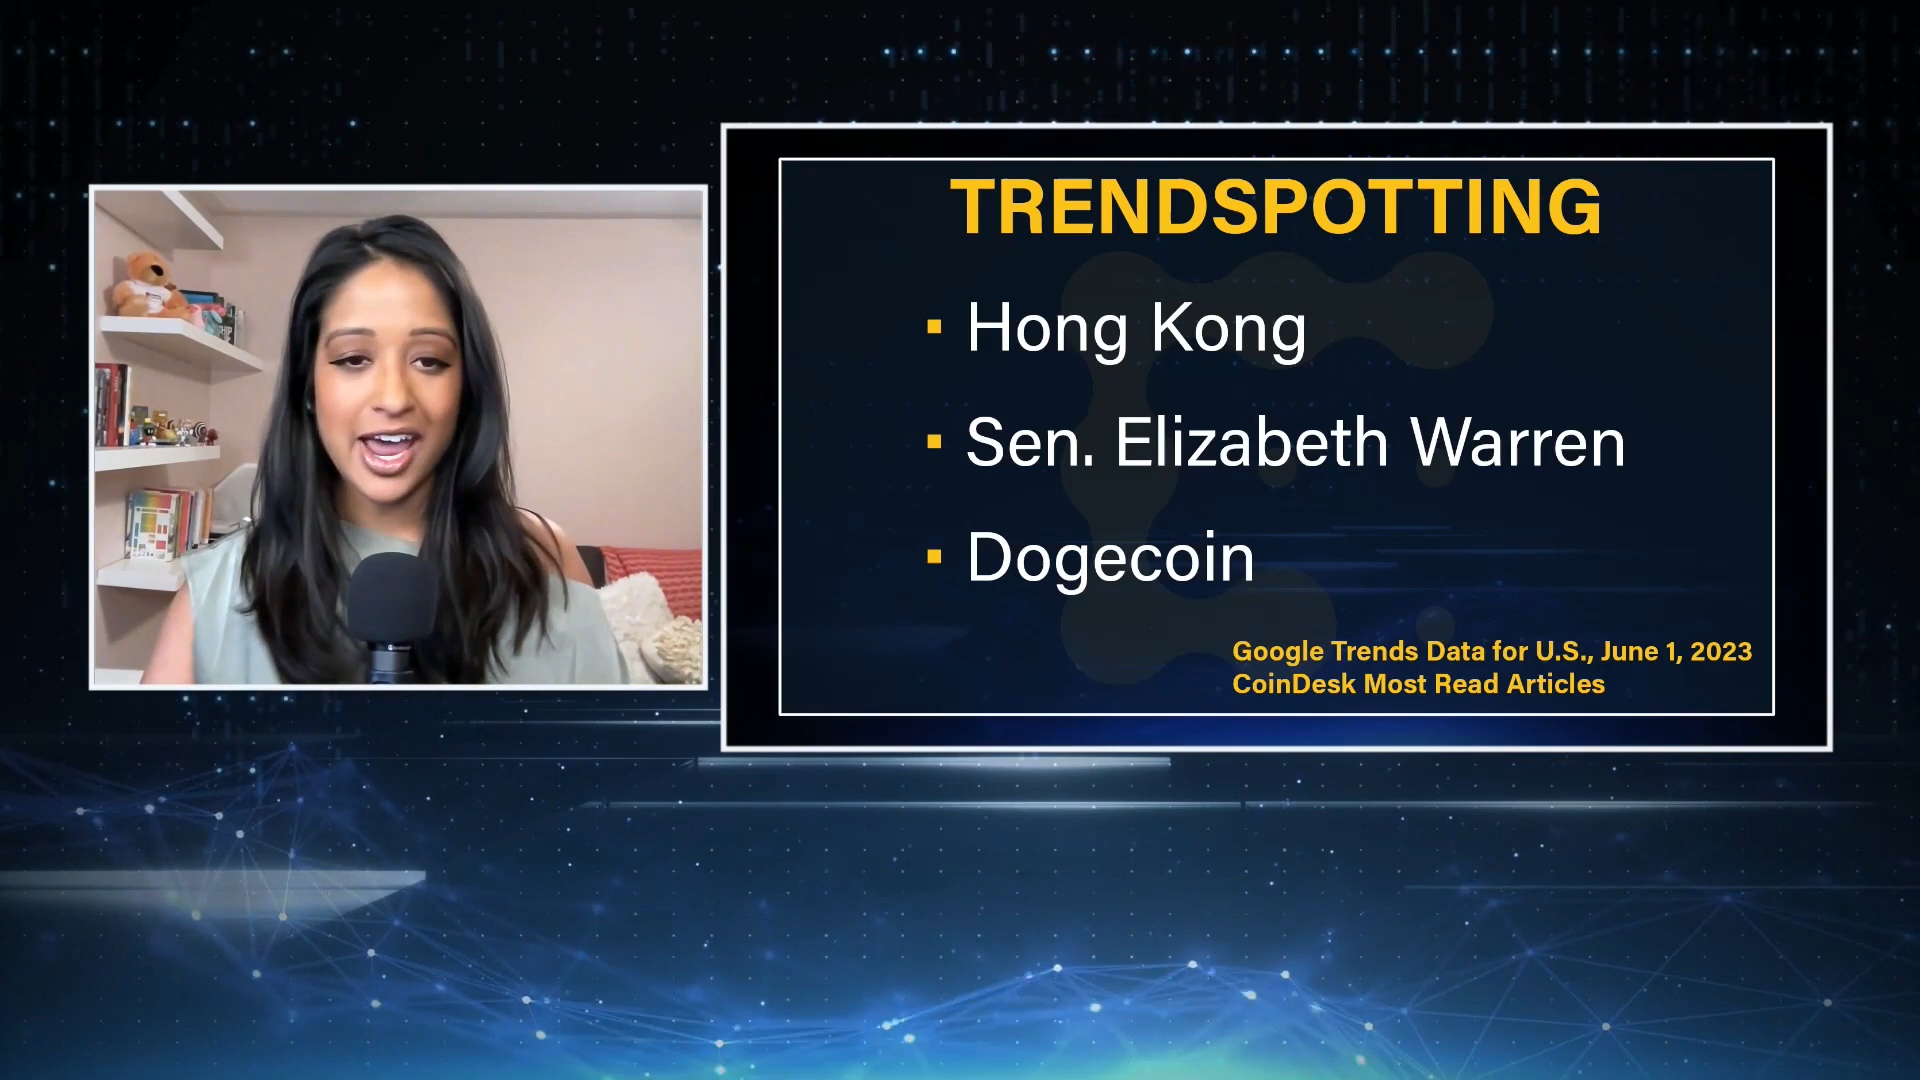 TRENDSPOTTING
Hong Kong
Sen. Elizabeth Warren
Dogecoin
Google Trends Data for U.S., June 1, 2023
CoinDesk Most Read Articles